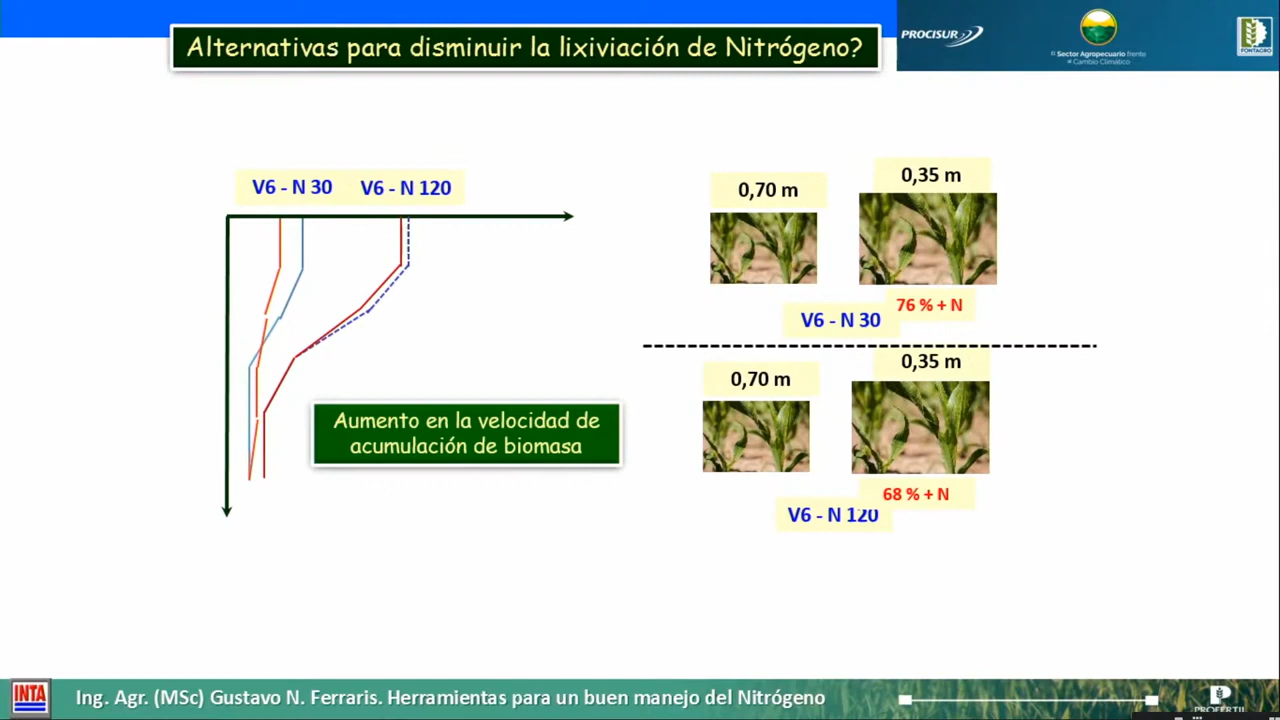 Alternativas para disminuir la lixiviación de Nitrógeno?
PROCISUR
El Sector Agropecuario frente
al Cambio Climático
FONTAGRO
V6 - N 30
V6 - N 120
0,70 m
0,35 m
76 % + N
V6 - N 30
0,70 m
0,35 m
68 % + N
V6 - N 120
Aumento en la velocidad de
acumulación de biomasa
INTA
Ing. Agr. (MSc) Gustavo N. Ferraris. Herramientas para un buen manejo del Nitrógeno
PROFERTIL